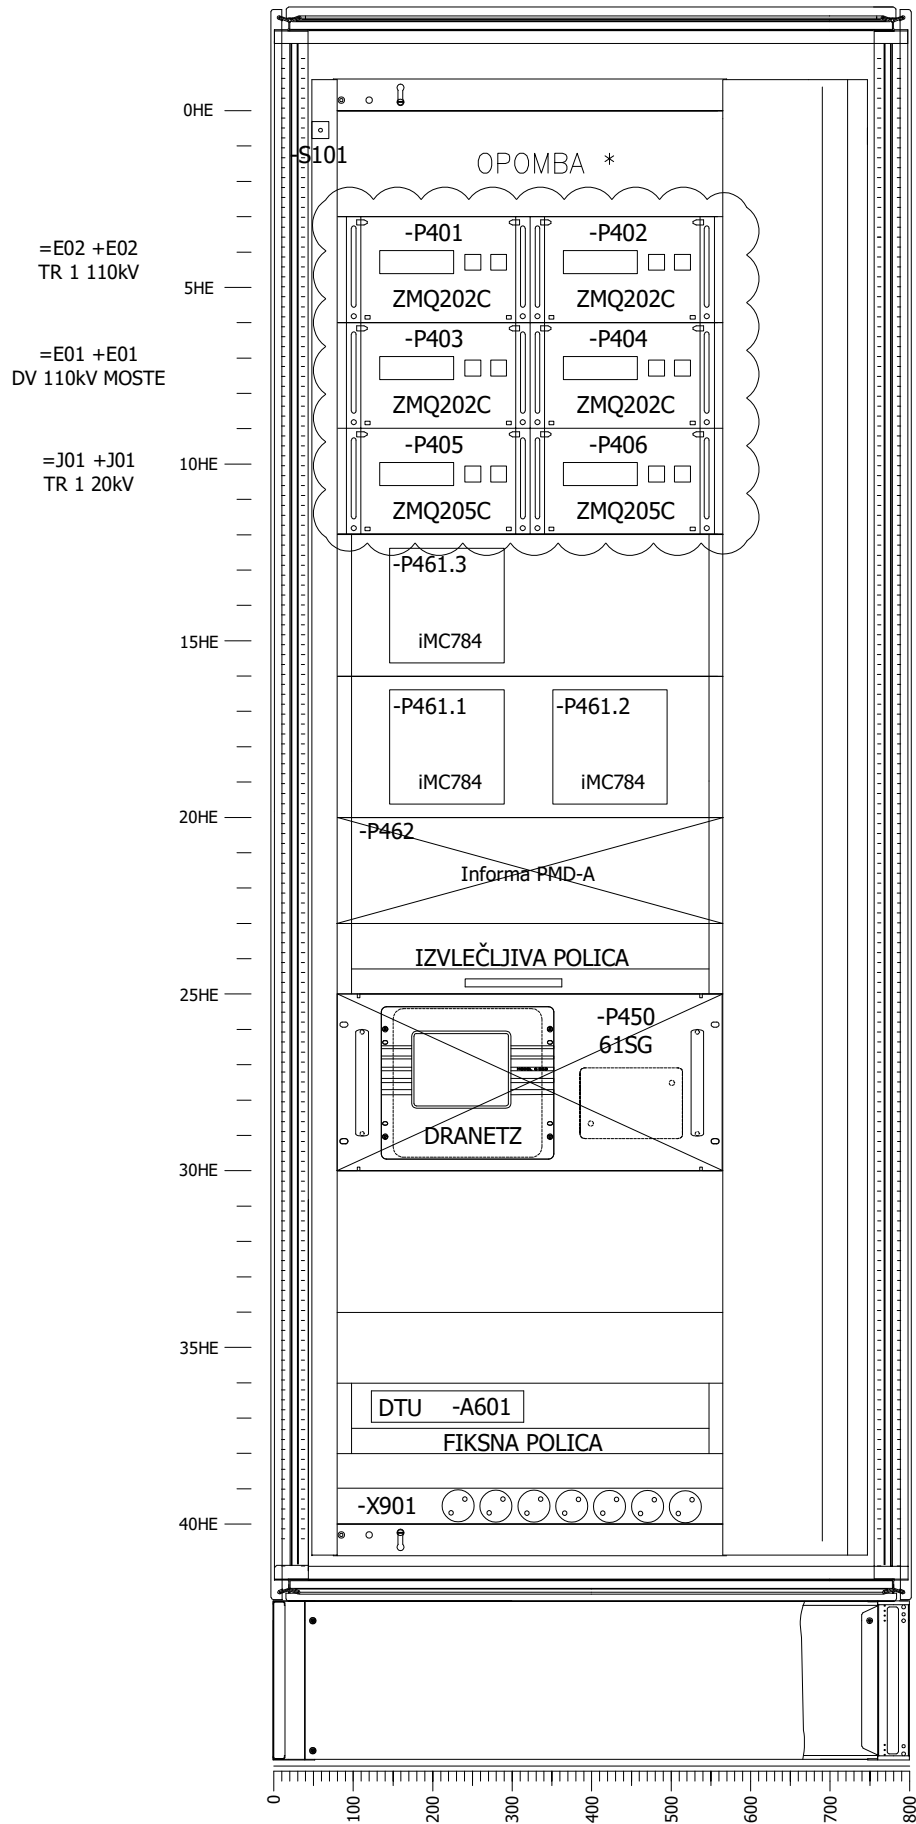 0HE
-S101
OPOMBA *
=E02 +E02
TR 1 110kV
-P401
-P402
5HE
ZMQ202C
ZMQ202C
=E01 +E01
DV 110kV MOSTE
-P403
-P404
ZMQ202C
ZMQ202C
=J01 +J01
TR 1 20kV
-P405
-P406
10HE
ZMQ205C
ZMQ205C
-P461.3
15HE
iMC784
-P461.1
-P461.2
iMC784
iMC784
20HE
-P462
Informa PMD-A
IZVLEČLJIVA POLICA
25HE
-P450
61SG
DRANETZ
30HE
35HE
DTU -A601
FIKSNA POLICA
-X901
40HE
0 100 200 300 400 500 600 700 800